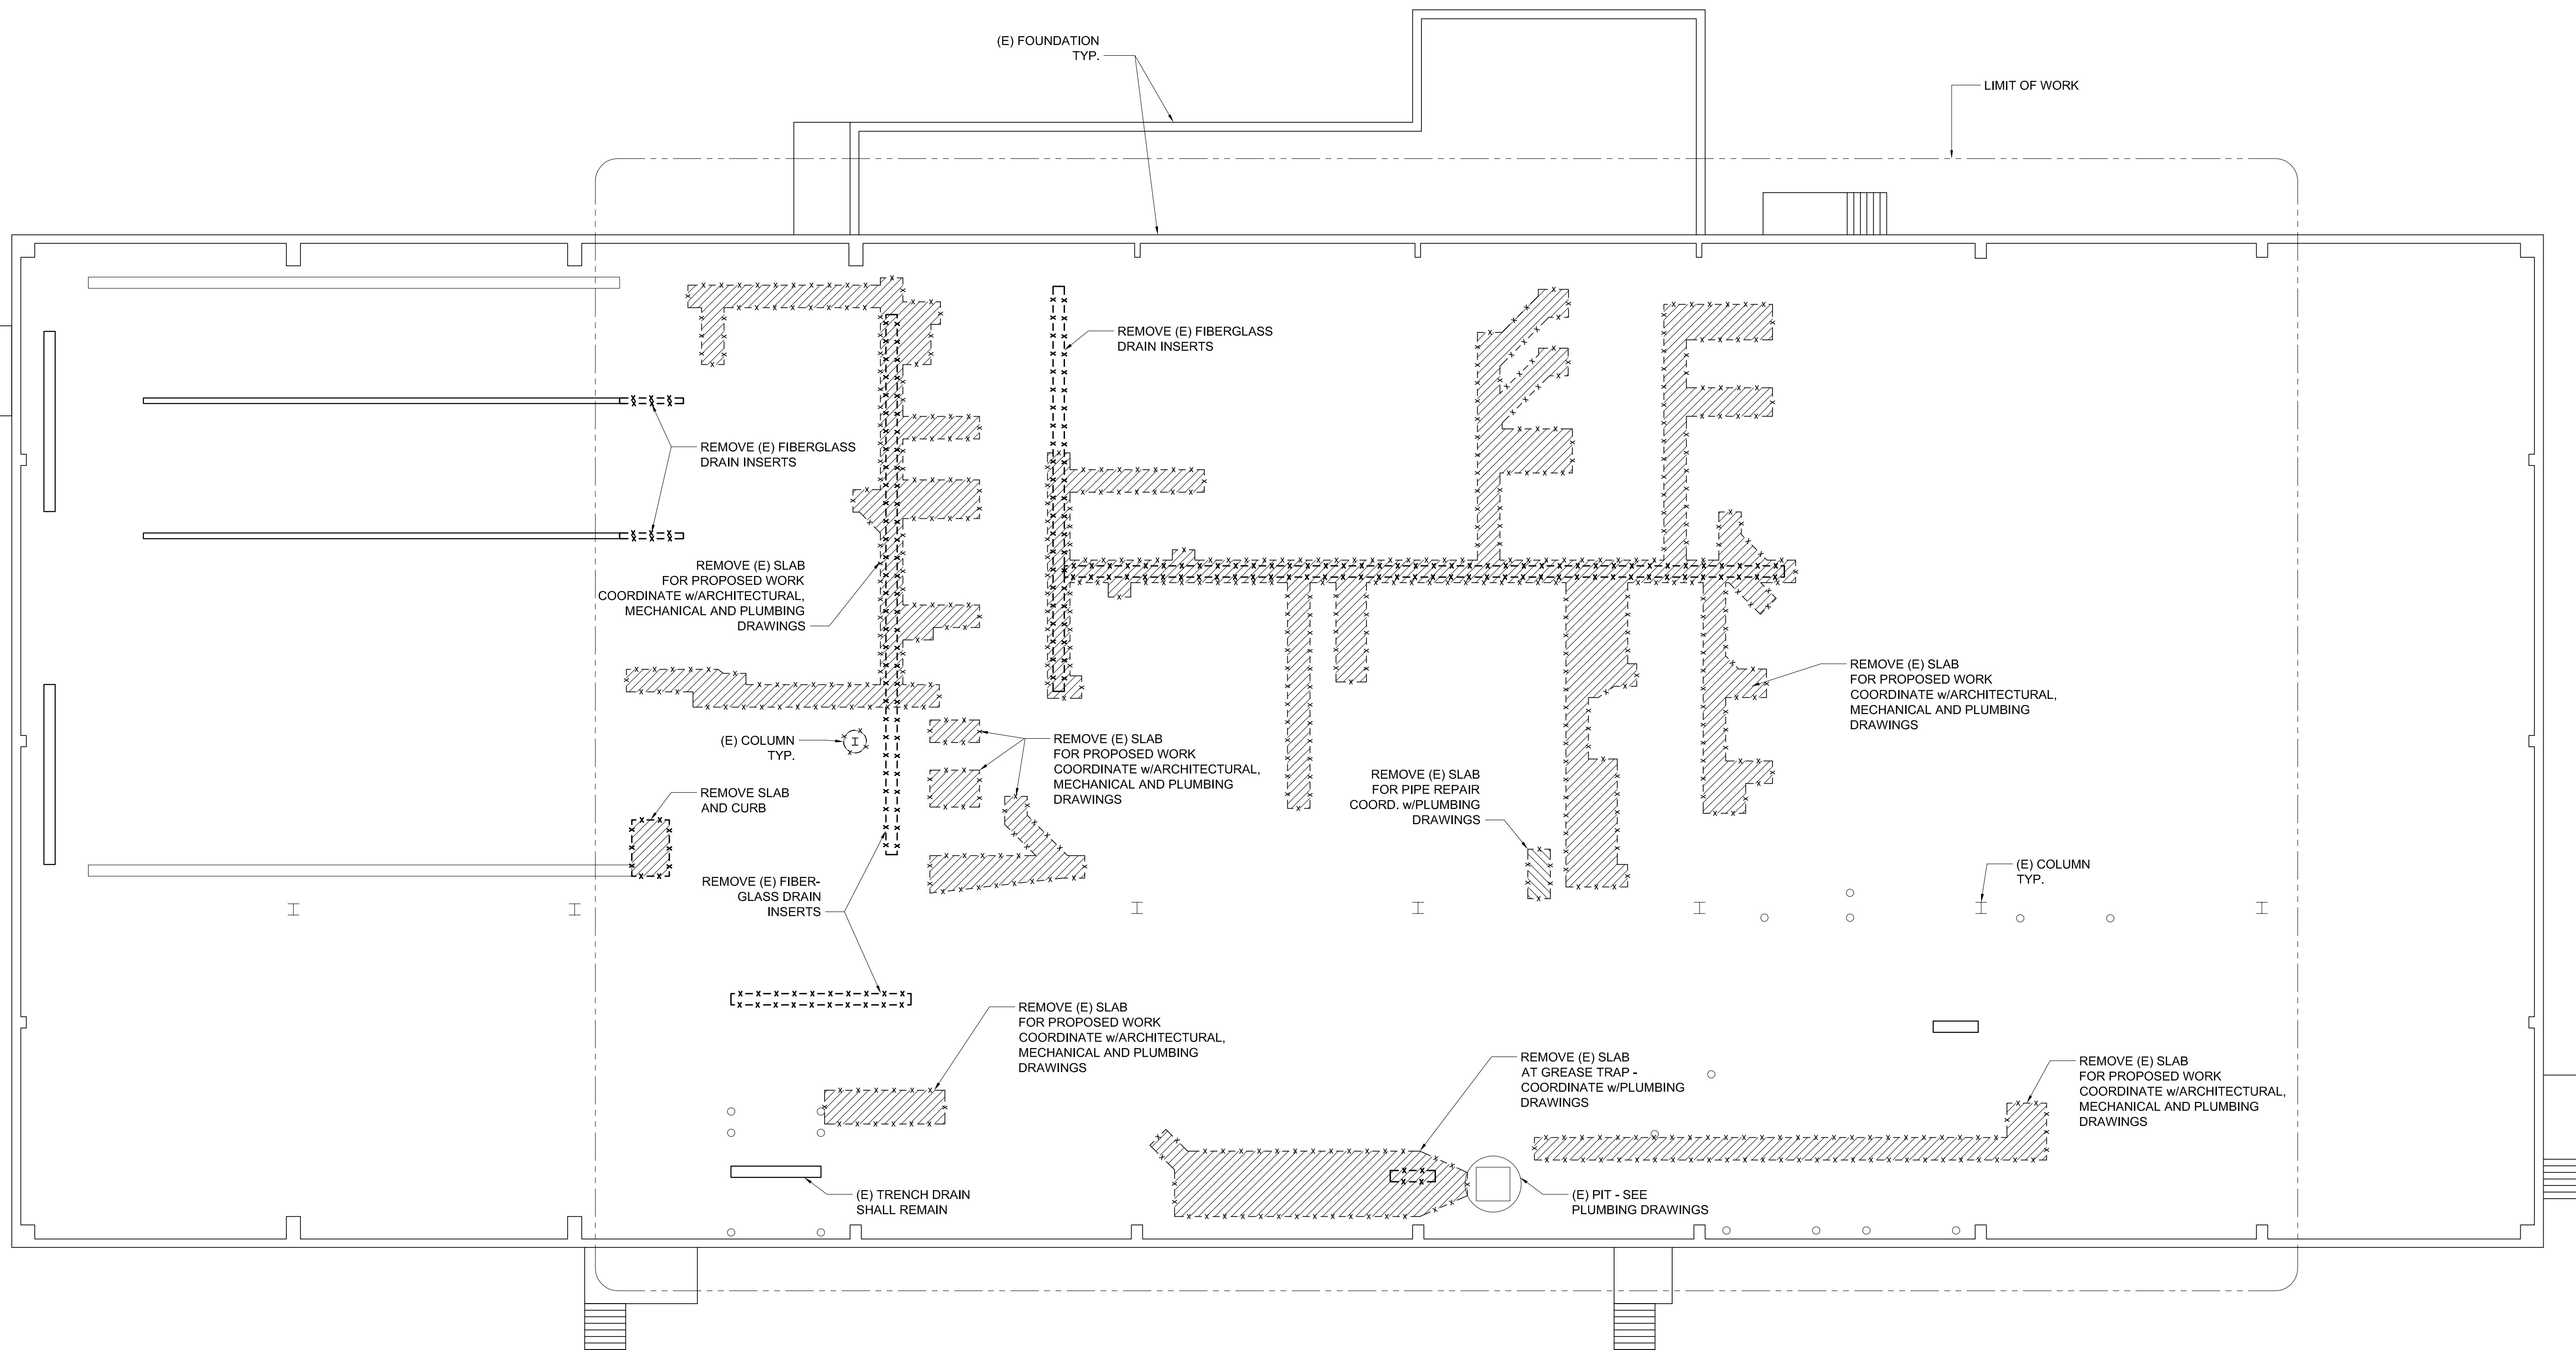 (E) FOUNDATION
TYP.
LIMIT OF WORK
REMOVE (E) FIBERGLASS
DRAIN INSERTS
REMOVE (E) FIBERGLASS
DRAIN INSERTS
REMOVE (E) SLAB
FOR PROPOSED WORK
COORDINATE w/ARCHITECTURAL,
MECHANICAL AND PLUMBING
DRAWINGS
REMOVE (E) SLAB
FOR PROPOSED WORK
COORDINATE w/ARCHITECTURAL,
MECHANICAL AND PLUMBING
DRAWINGS
(E) COLUMN
TYP.
REMOVE (E) SLAB
FOR PROPOSED WORK
COORDINATE w/ARCHITECTURAL,
MECHANICAL AND PLUMBING
DRAWINGS
REMOVE (E) SLAB
FOR PIPE REPAIR
COORD. w/PLUMBING
DRAWINGS
REMOVE SLAB
AND CURB
(E) COLUMN
TYP.
REMOVE (E) FIBER-
GLASS DRAIN
INSERTS
REMOVE (E) SLAB
FOR PROPOSED WORK
COORDINATE w/ARCHITECTURAL,
MECHANICAL AND PLUMBING
DRAWINGS
REMOVE (E) SLAB
AT GREASE TRAP -
COORDINATE w/PLUMBING
DRAWINGS
REMOVE (E) SLAB
FOR PROPOSED WORK
COORDINATE w/ARCHITECTURAL,
MECHANICAL AND PLUMBING
DRAWINGS
(E) TRENCH DRAIN
SHALL REMAIN
(E) PIT - SEE
PLUMBING DRAWINGS